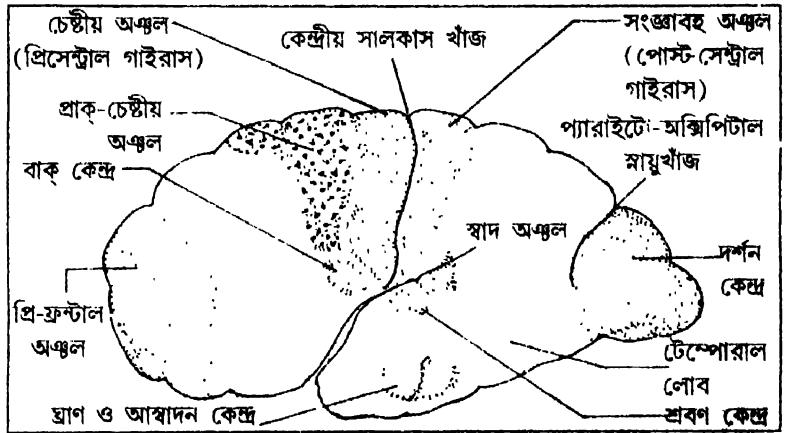 চেষ্টীয় অঞ্চল
(প্রিসেন্ট্রাল গাইরাস)
কেন্দ্রীয় সালকাস খাঁজ
সংজ্ঞাবহ অঞ্চল
(পোস্ট-সেন্ট্রাল
গাইরাস)
প্রাক্-চেষ্টীয়
অঞ্চল
প্যারাইটো-অক্সিপিটাল
স্নায়ুখাঁজ
বাক্ কেন্দ্র
স্বাদ অঞ্চল
দর্শন
কেন্দ্র
প্রি-ফ্রন্টাল
অঞ্চল
টেম্পোরাল
লোব
ঘ্রাণ ও আস্বাদন কেন্দ্র
শ্রবণ কেন্দ্র